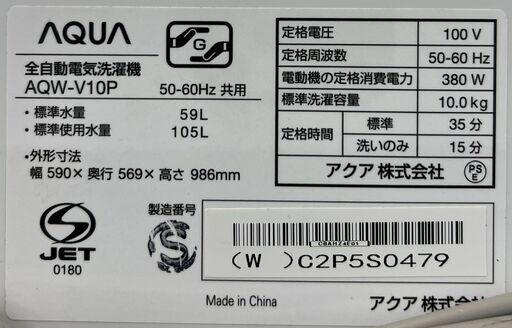 AQUA
G
全自動電気洗濯機
AQW-V10P 50-60Hz 共用
・標準水量 59L
・標準使用水量 105L
・外形寸法
幅 590× 奥行 569× 高さ 986mm
定格電圧 100 V
定格周波数 50-60 Hz
電動機の定格消費電力 380 W
標準洗濯容量 10.0 kg
定格時間 標準 35 分
洗いのみ 15 分
アクア 株式会社 PS E
S JET
0180
製造番号
S
CBAHZ4E01
(W) C2P5S0479
Made in China
アクア 株式会社